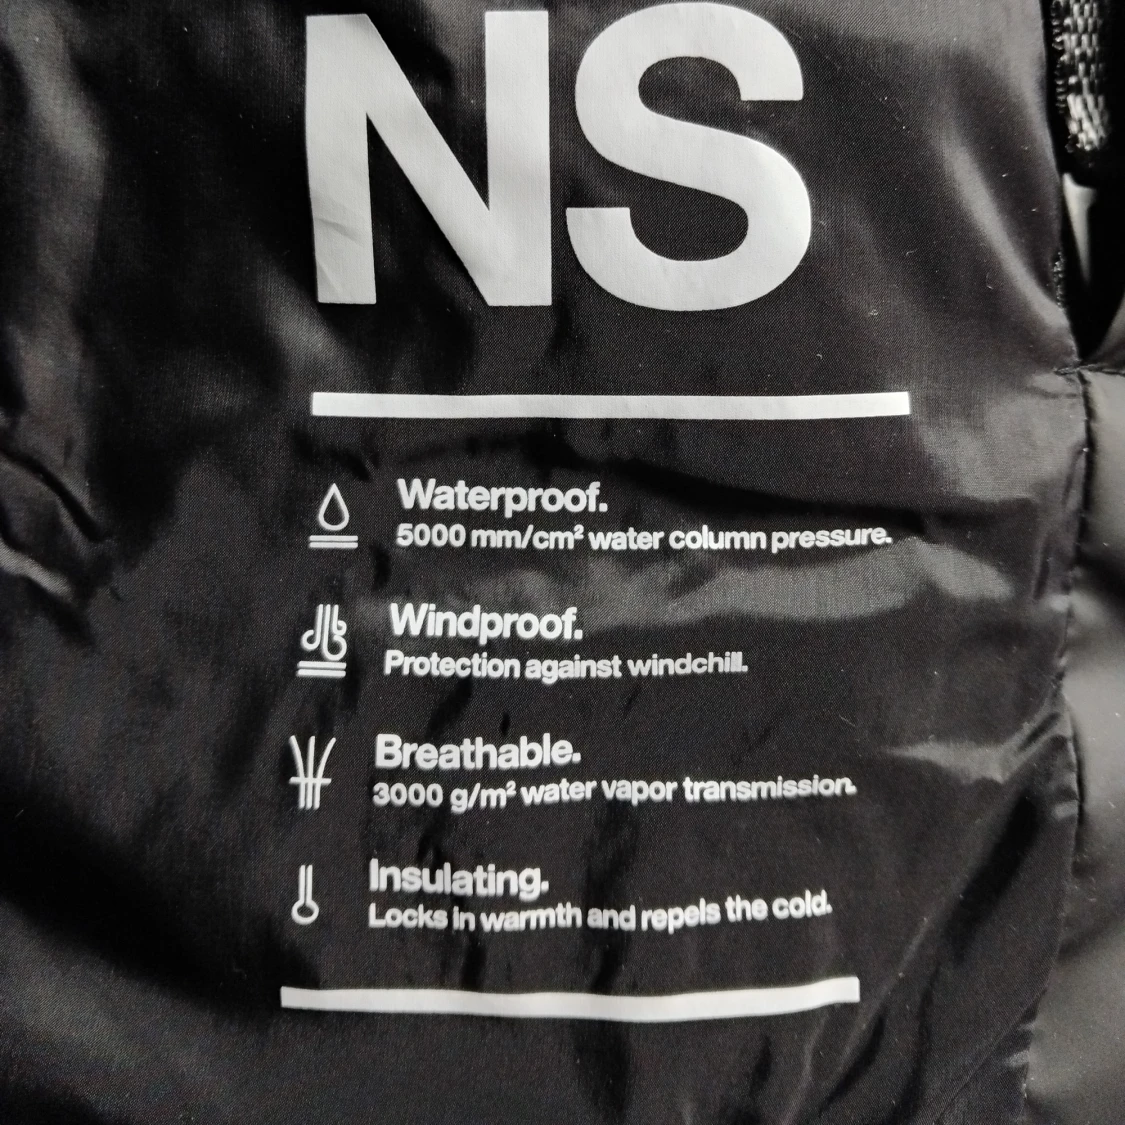 NS
Waterproof.
5000 mm/cm² water column pressure.
Windproof.
Protection against windchill.
Breathable.
3000 g/m² water vapor transmission.
Insulating.
Locks in warmth and repels the cold.